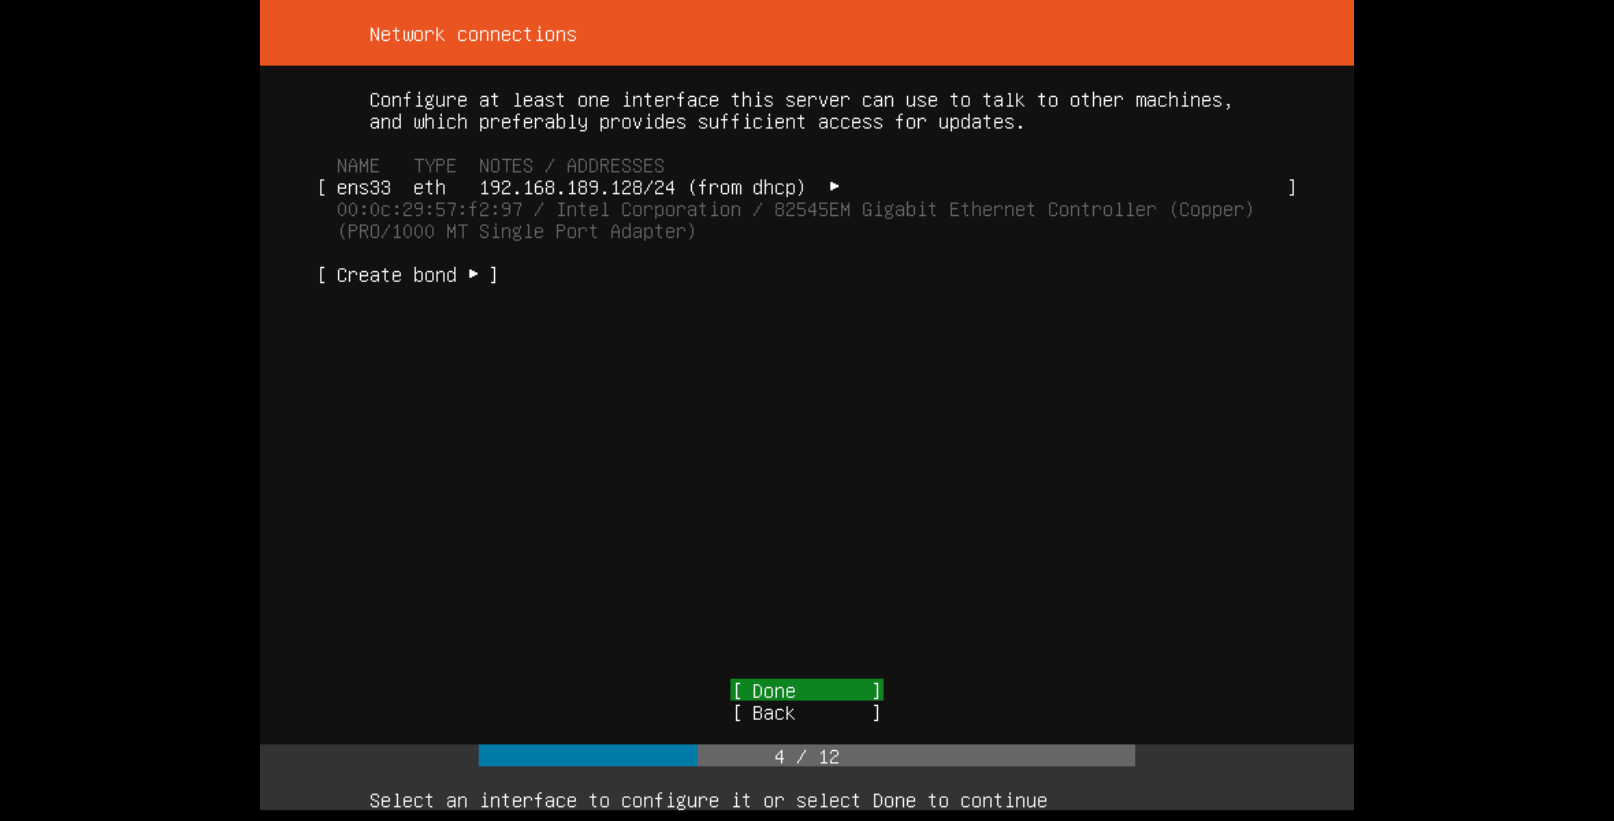 Network connections
Configure at least one interface this server can use to talk to other machines,
and which preferably provides sufficient access for updates.
NAME TYPE NOTES / ADDRESSES
[ ens33 eth 192.168.189.128/24 (from dhcp) ▸ ]
00:0c:29:57:f2:97 / Intel Corporation / 82545EM Gigabit Ethernet Controller (Copper)
(PRO/1000 MT Single Port Adapter)
[ Create bond ▸ ]
[ Done ]
[ Back ]
4 / 12
Select an interface to configure it or select Done to continue